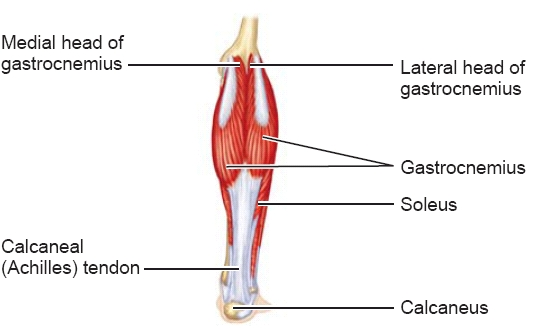 Medial head of
gastrocnemius
Lateral head of
gastrocnemius
Gastrocnemius
Soleus
Calcaneal
(Achilles) tendon
Calcaneus